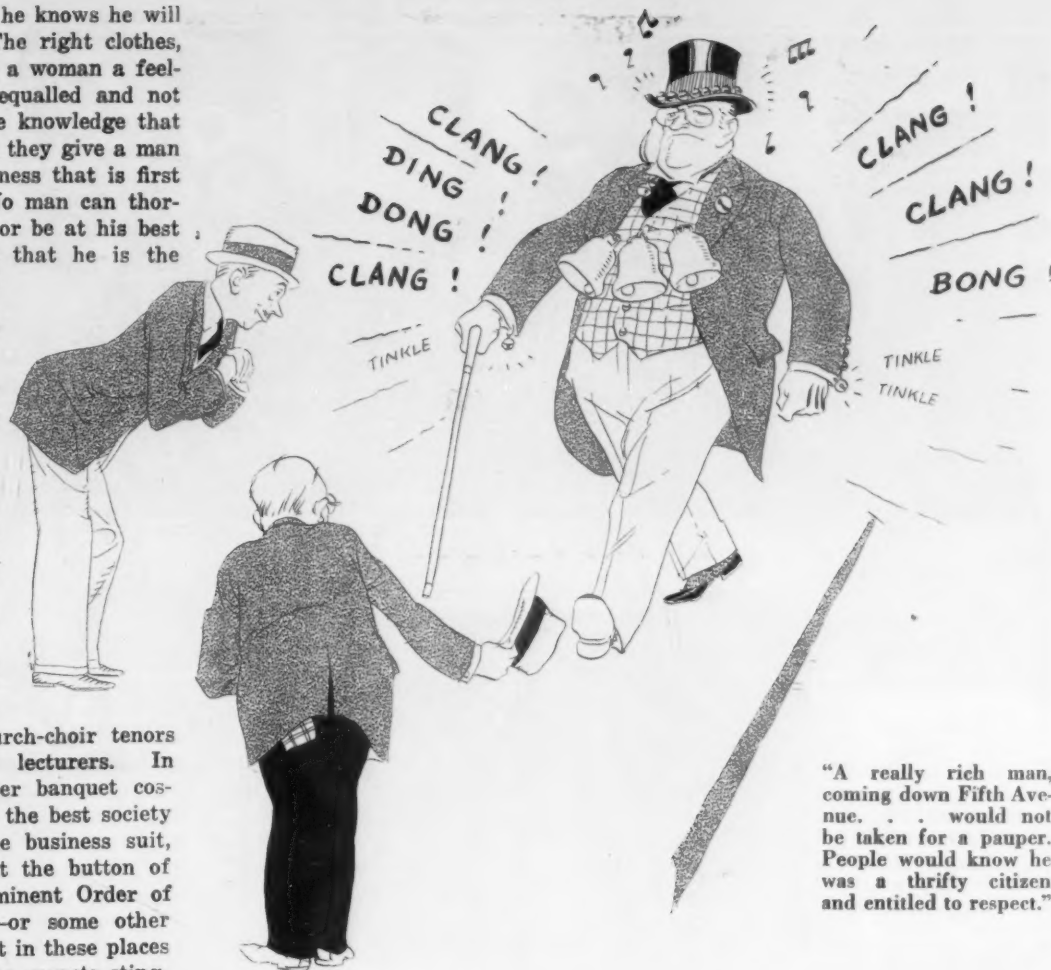 he knows he will
The right clothes,
a woman a feel-
equalled and not
e knowledge that
they give a man
ness that is first
o man can thor-
or be at his best
that he is the
CLANG !
DING !
DONG !
CLANG !
TINKLE
CLANG !
CLANG !
BONG !
TINKLE
TINKLE
urch-choir tenors
lecturers. In
er banquet cos-
the best society
e business suit,
t the button of
minent Order of
—or some other
t in these places
"A really rich man,
coming down Fifth Ave-
nue. . . would not
be taken for a pauper.
People would know he
was a thrifty citizen
and entitled to respect."